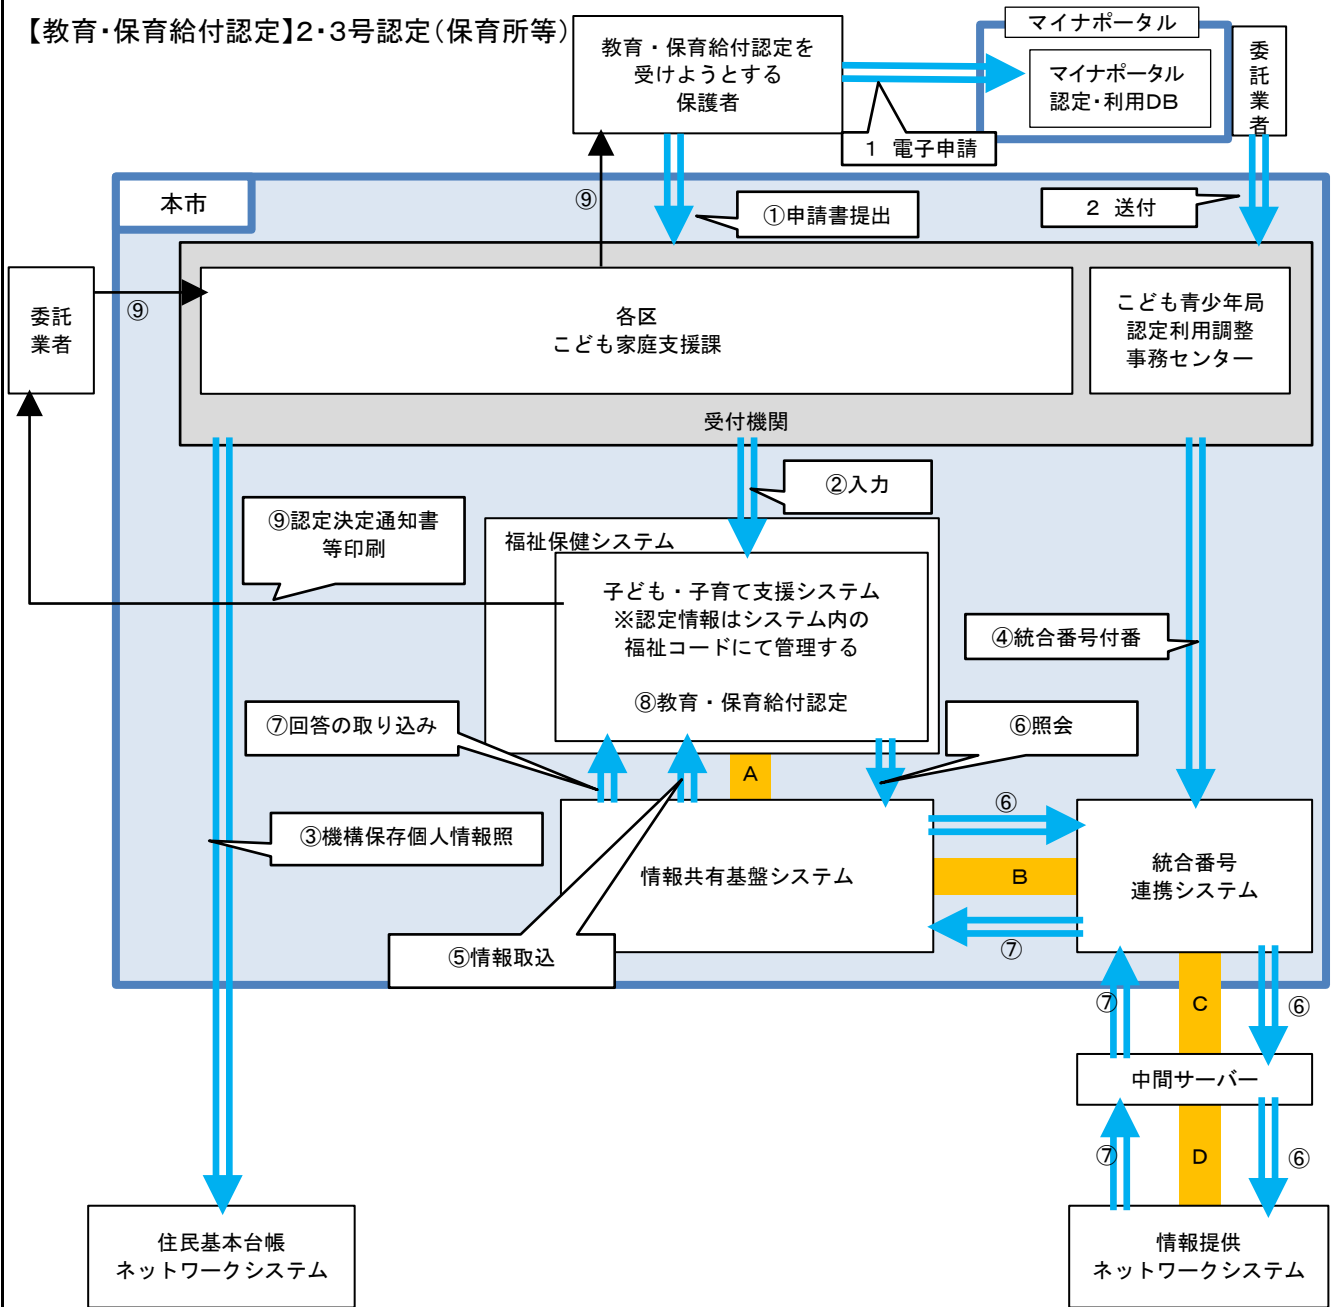 【教育・保育給付認定】2・3号認定(保育所等)
教育・保育給付認定を
受けようとする
保護者
マイナポータル
マイナポータル
認定・利用DB
委
託
業
者
1 電子申請
本市
⑨
①申請書提出
2 送付
委託
業者
⑨
各区
こども家庭支援課
こども青少年局
認定利用調整
事務センター
受付機関
②入力
⑨認定決定通知書
等印刷
福祉保健システム
子ども・子育て支援システム
※認定情報はシステム内の
福祉コードにて管理する
⑧教育・保育給付認定
④統合番号付番
⑦回答の取り込み
⑥照会
A
③機構保存個人情報照
情報共有基盤システム
⑥
B
⑦
統合番号
連携システム
⑤情報取込
⑦
C
⑥
中間サーバー
⑦
D
⑥
住民基本台帳
ネットワークシステム
情報提供
ネットワークシステム